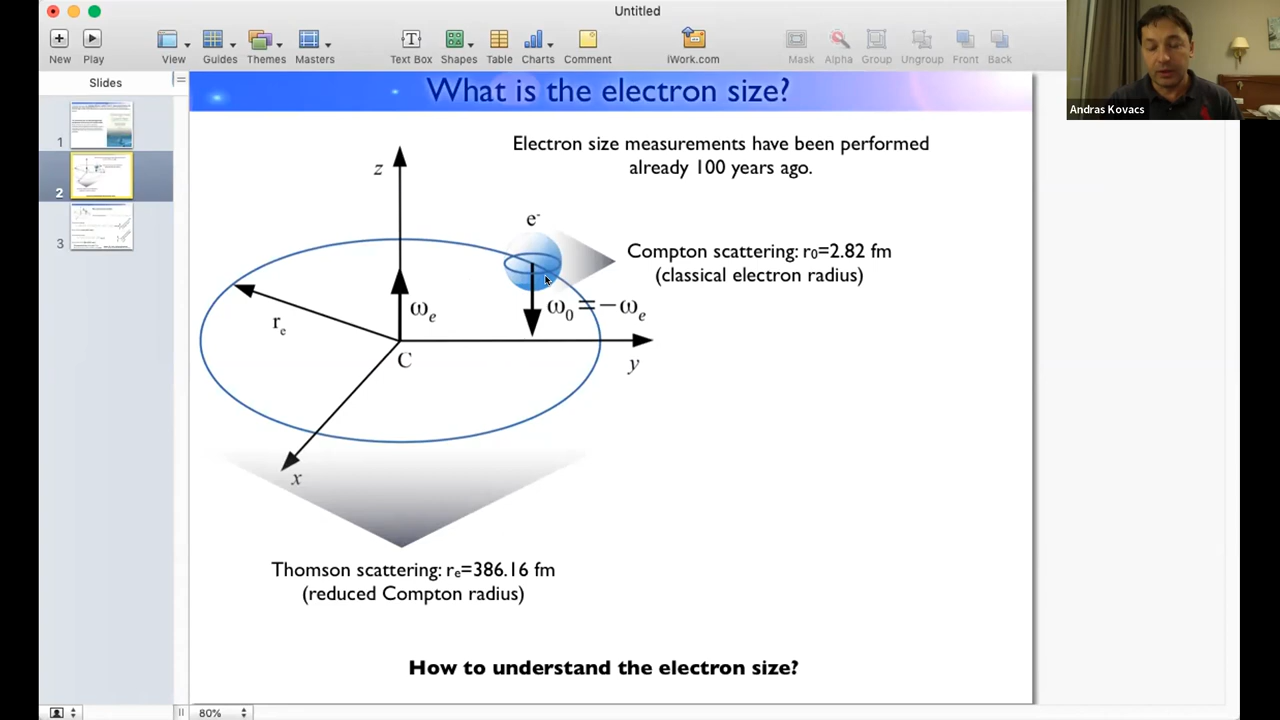 Untitled
New
Play
View
Guides
Themes
Masters
Text Box
Shapes
Table
Charts
Comment
iWork.com
Mask
Alpha
Group
Ungroup
Front
Back
Andras Kovacs
Slides
1
2
3
What is the electron size?
Electron size measurements have been performed
already 100 years ago.
z
e-
Compton scattering: r0=2.82 fm
(classical electron radius)
ωe
ω0 = −ωe
re
C
y
x
Thomson scattering: re=386.16 fm
(reduced Compton radius)
How to understand the electron size?
80%